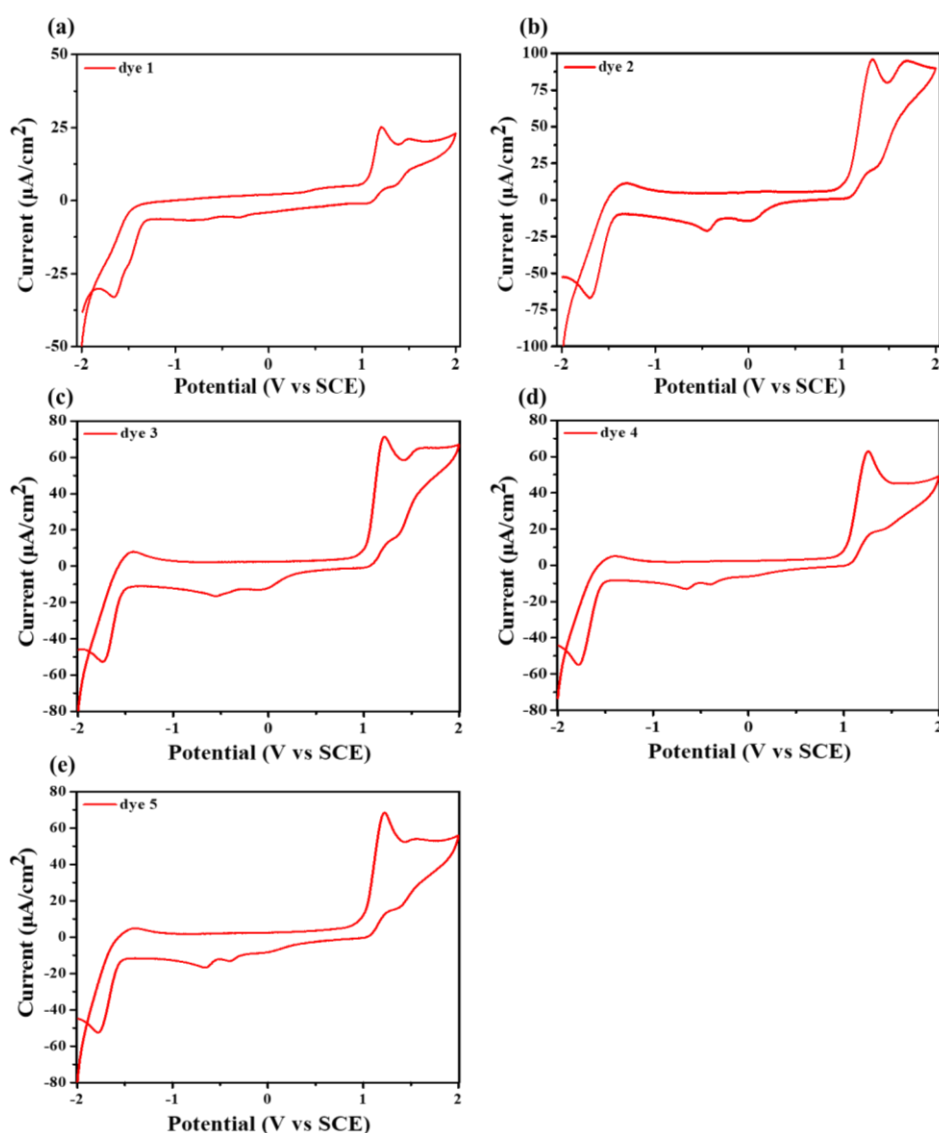 (a)
50
25
0
-25
-50
Current (µA/cm²)
dye 1
-2 -1 0 1 2
Potential (V vs SCE)
(b)
100
75
50
25
0
-25
-50
-75
-100
Current (µA/cm²)
dye 2
-2 -1 0 1 2
Potential (V vs SCE)
(c)
80
60
40
20
0
-20
-40
-60
-80
Current (µA/cm²)
dye 3
-2 -1 0 1 2
Potential (V vs SCE)
(d)
80
60
40
20
0
-20
-40
-60
-80
Current (µA/cm²)
dye 4
-2 -1 0 1 2
Potential (V vs SCE)
(e)
80
60
40
20
0
-20
-40
-60
-80
Current (µA/cm²)
dye 5
-2 -1 0 1 2
Potential (V vs SCE)